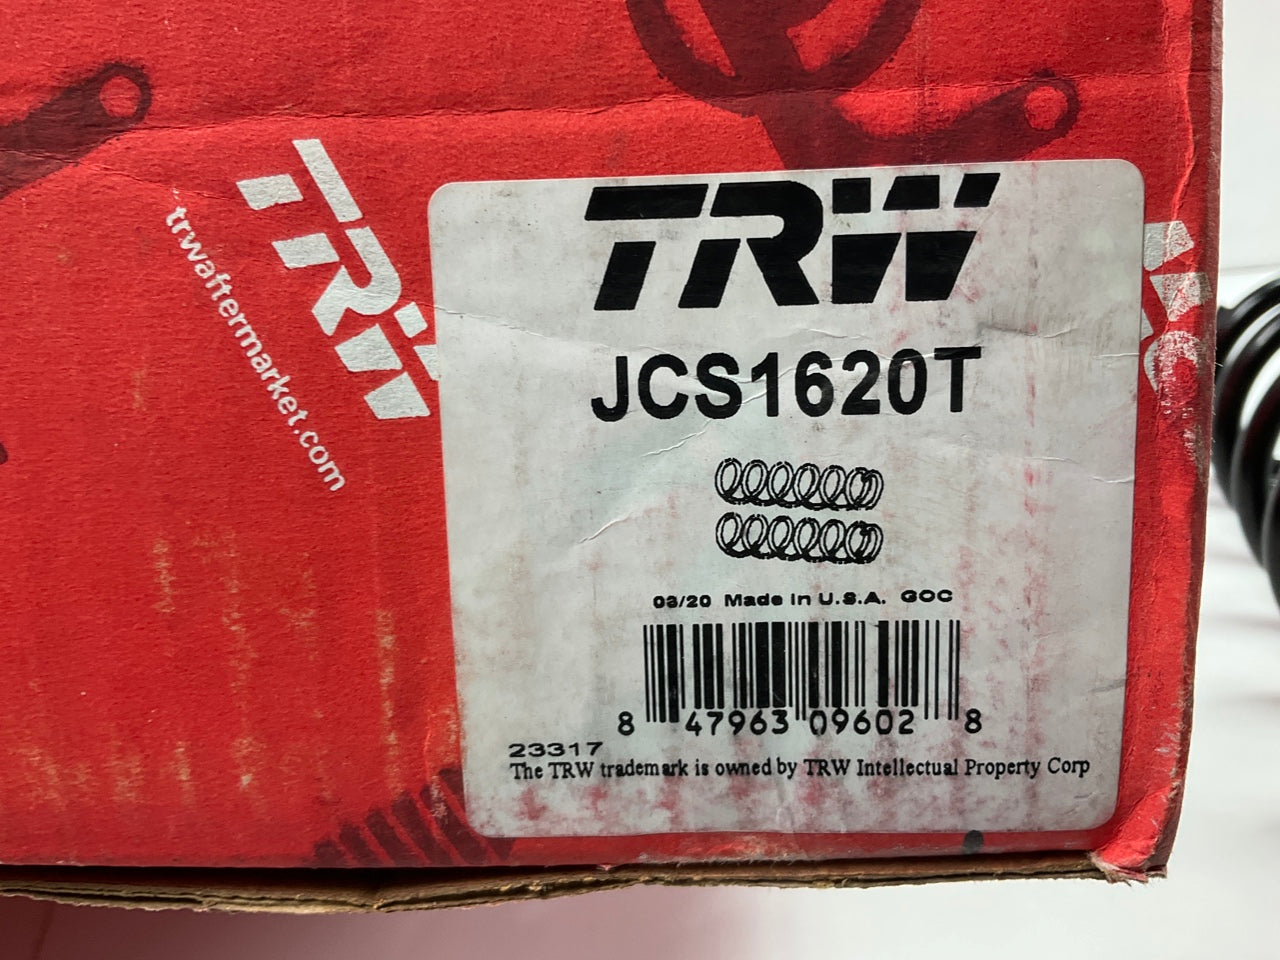 TRW
trwaftermarket.com
TRW
JCS1620T
03/20 Made in U.S.A. GOC
8 47963 09602 8
23317
The TRW trademark is owned by TRW Intellectual Property Corp